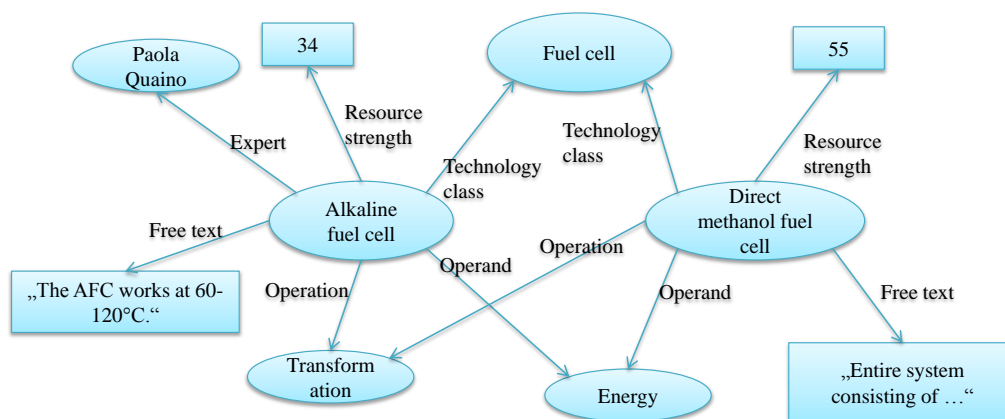 Paola
Quaino
34
Fuel cell
55
Expert
Resource
strength
Technology
class
Technology
class
Resource
strength
Alkaline
fuel cell
Direct
methanol fuel
cell
Free text
Operation
Operand
Operation
Operand
Free text
„The AFC works at 60-
120°C.“
Transform
ation
Energy
„Entire system
consisting of …“